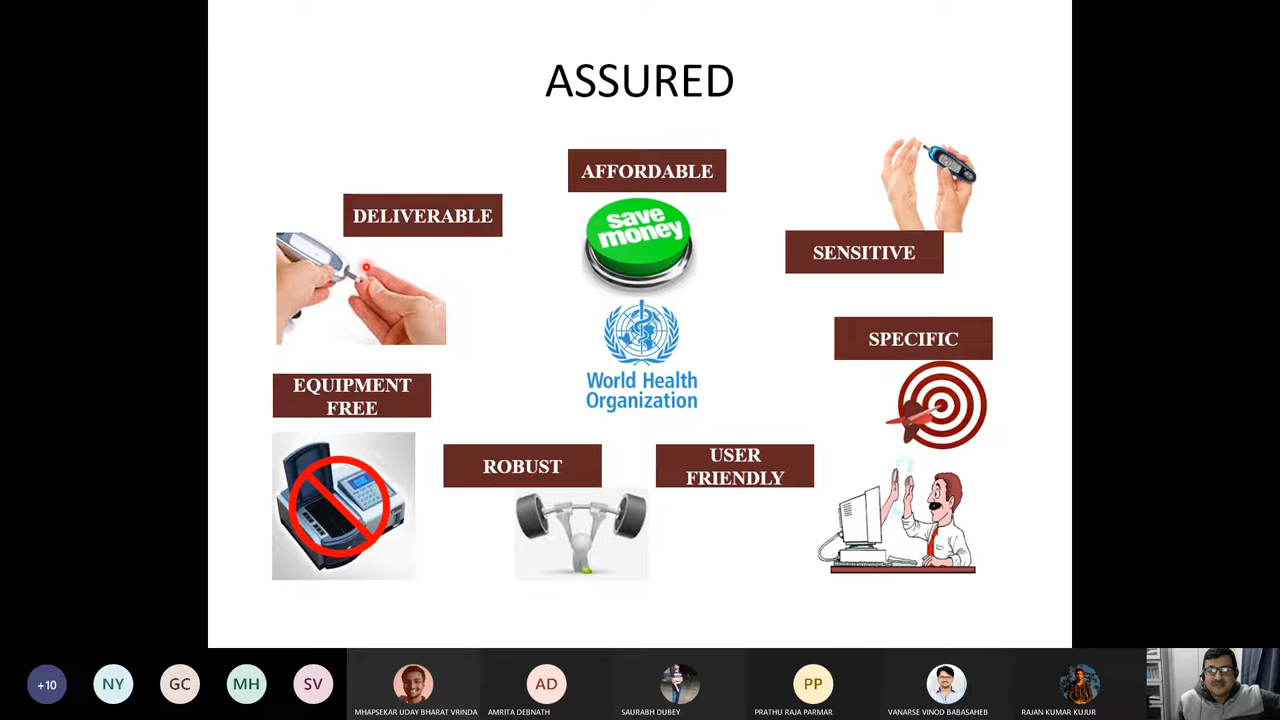 ASSURED
AFFORDABLE
save
money
SENSITIVE
SPECIFIC
USER
FRIENDLY
ROBUST
EQUIPMENT
FREE
DELIVERABLE
World Health
Organization
+10
NY
GC
MH
SV
MHAPSEKAR UDAY BHARAT VRINDA
AD
AMRITA DEBNATH
SAURABH DUBEY
PP
PRATHU RAJA PARMAR
VANARSE VINOD BABASAHEB
RAJAN KUMAR KUJUR